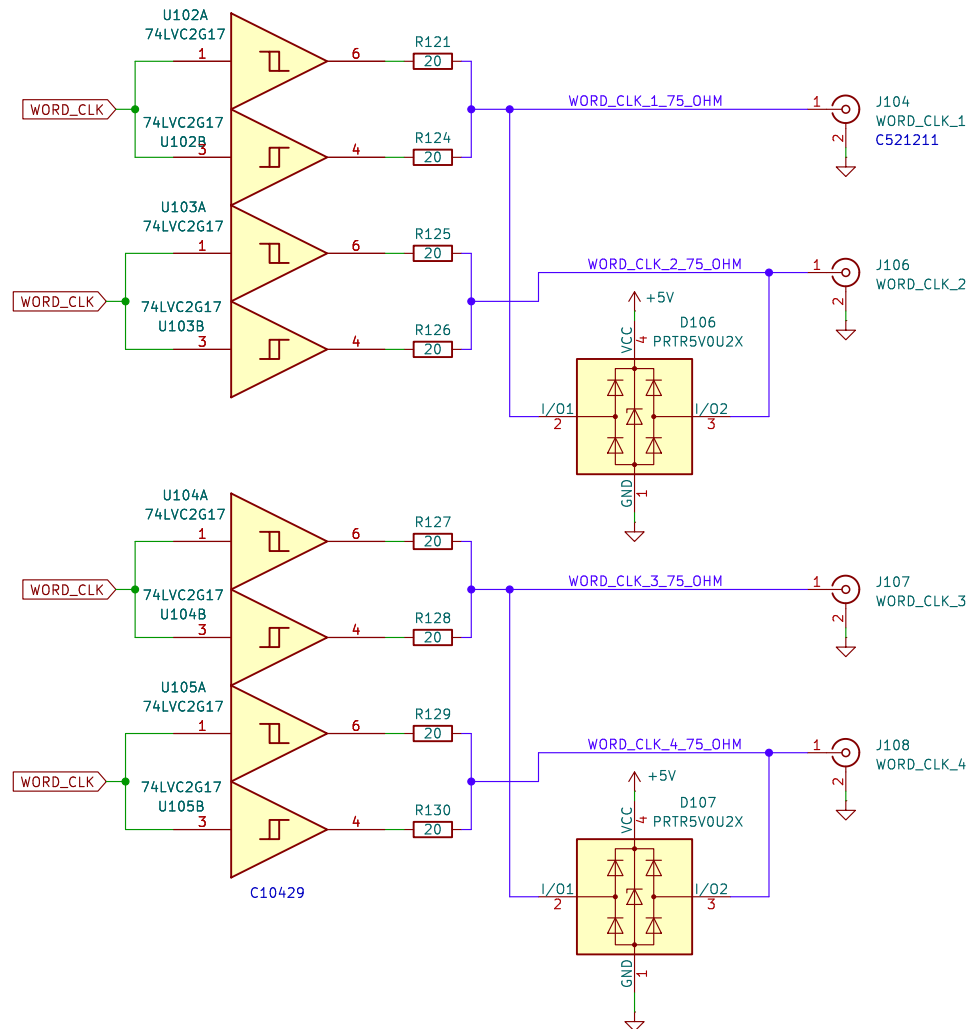 U102A
74LVC2G17
1
6
R121
20
WORD_CLK
74LVC2G17
U102B
3
4
R124
20
WORD_CLK_1_75_OHM
1
2
J104
WORD_CLK_1
C521211
U103A
74LVC2G17
1
6
R125
20
WORD_CLK
74LVC2G17
U103B
3
4
R126
20
WORD_CLK_2_75_OHM
1
2
J106
WORD_CLK_2
+5V
D106
PRTR5V0U2X
VCC
4
I/O1
2
I/O2
3
GND
1
U104A
74LVC2G17
1
6
R127
20
WORD_CLK
74LVC2G17
U104B
3
4
R128
20
WORD_CLK_3_75_OHM
1
2
J107
WORD_CLK_3
U105A
74LVC2G17
1
6
R129
20
WORD_CLK
74LVC2G17
U105B
3
4
R130
20
C10429
WORD_CLK_4_75_OHM
1
2
J108
WORD_CLK_4
+5V
D107
PRTR5V0U2X
VCC
4
I/O1
2
I/O2
3
GND
1